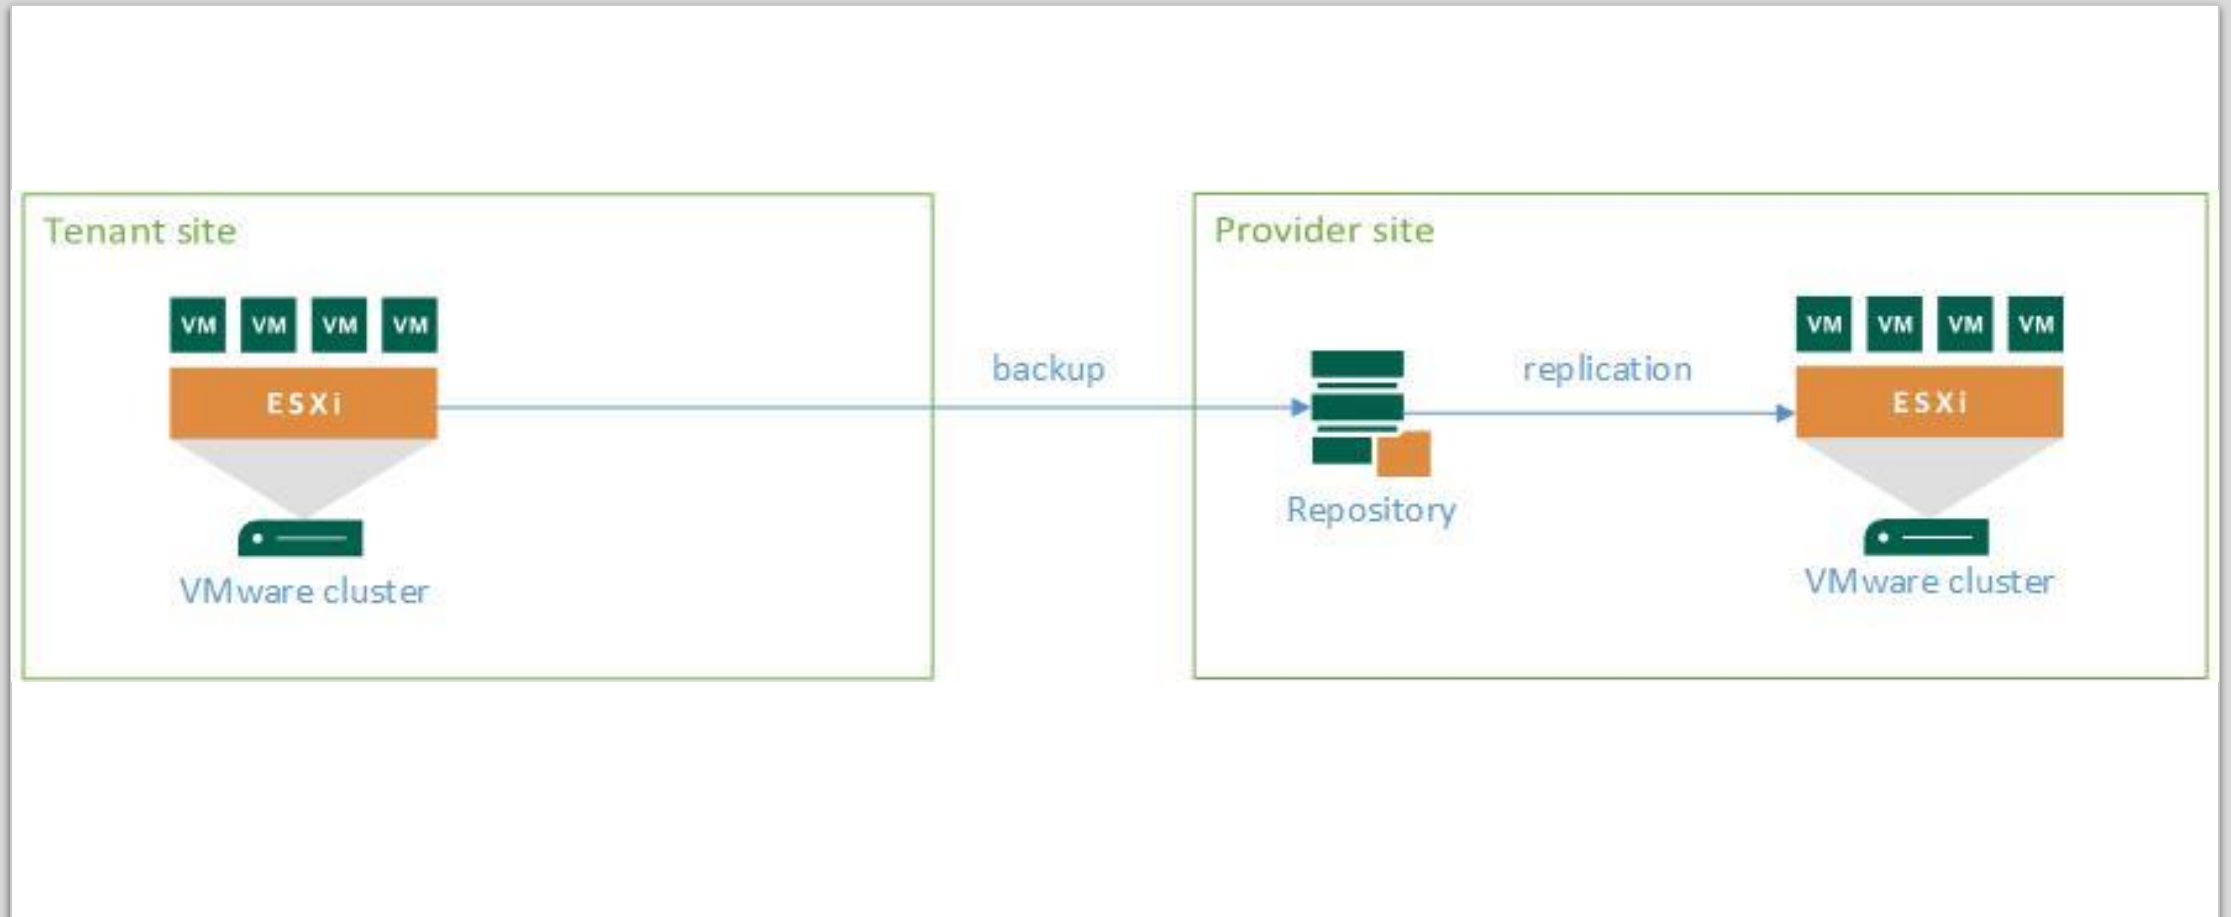 Tenant site
VM VM VM VM
ESXi
VMware cluster
backup
Provider site
Repository
replication
VM VM VM VM
ESXi
VMware cluster